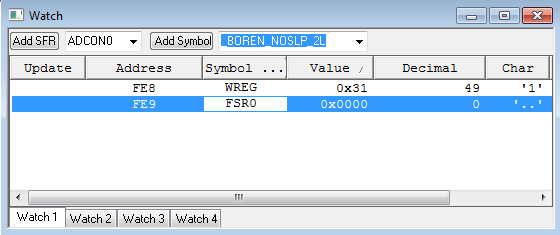 Watch
Add SFR ADCON0 Add Symbol _BOREN_NOSLP_2L
Update Address Symbol ... Value / Decimal Char
FE8 WREG 0x31 49 '1'
FE9 FSR0 0x0000 0 '..'
Watch 1 Watch 2 Watch 3 Watch 4